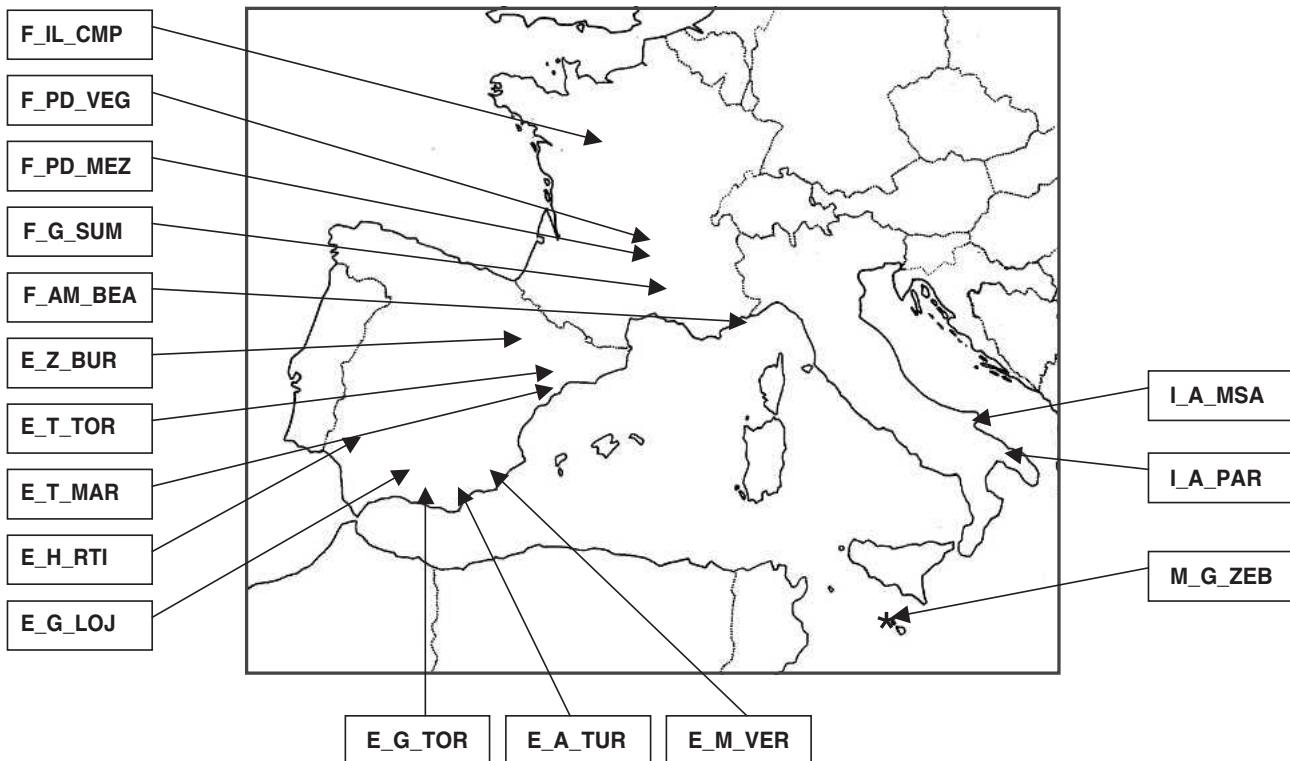 F_IL_CMP
F_PD_VEG
F_PD_MEZ
F_G_SUM
F_AM_BEA
E_Z_BUR
E_T_TOR
E_T_MAR
E_H_RTI
E_G_LOJ
E_G_TOR
E_A_TUR
E_M_VER
I_A_MSA
I_A_PAR
M_G_ZEB